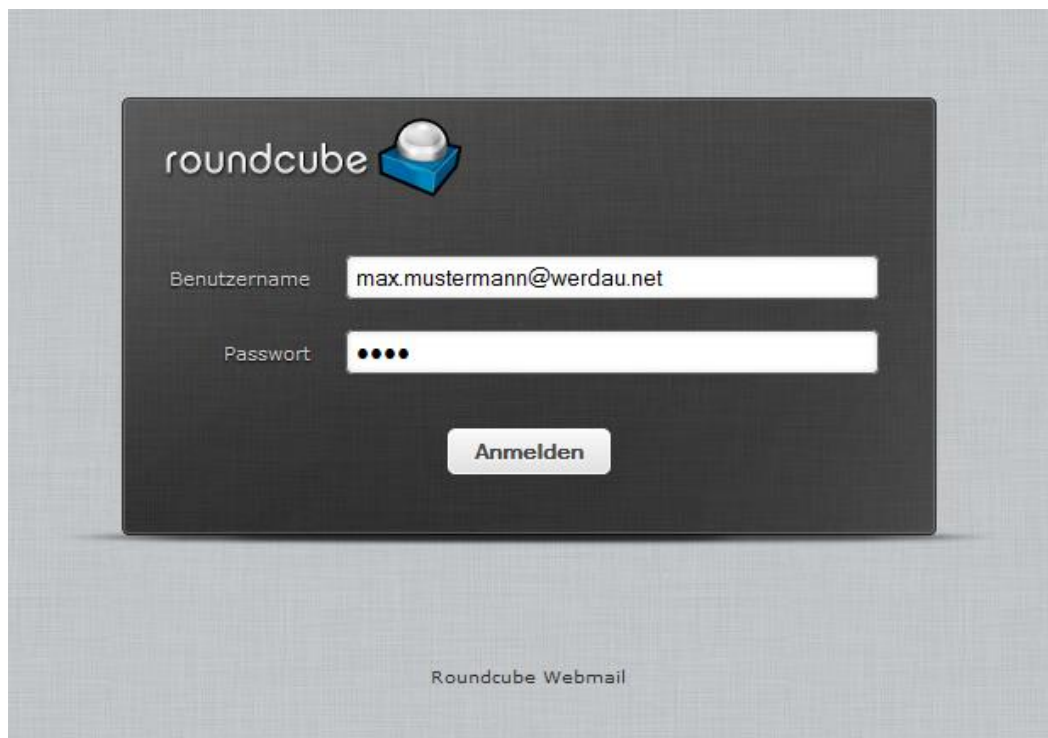 roundcube
Benutzername max.mustermann@werdau.net
Passwort ••••
Anmelden
Roundcube Webmail